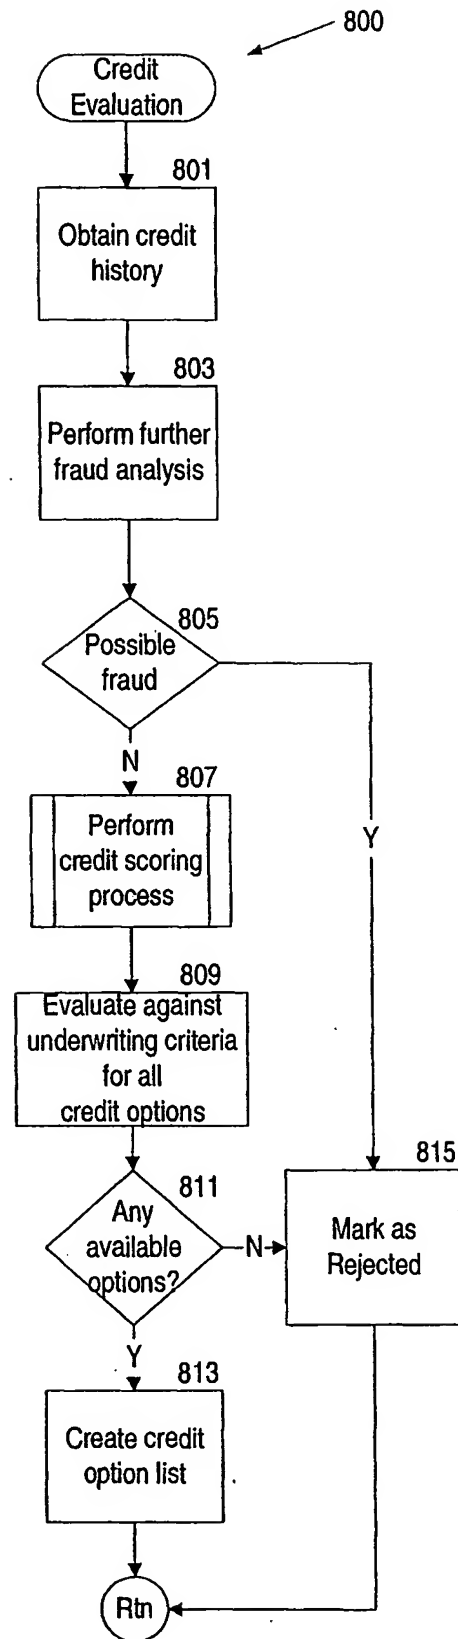 800
Credit
Evaluation
801
Obtain credit
history
803
Perform further
fraud analysis
805
Possible
fraud
N
Y
807
Perform
credit scoring
process
809
Evaluate against
underwriting criteria
for all
credit options
811
Any
available
options?
N
Y
815
Mark as
Rejected
813
Create credit
option list
Rtn